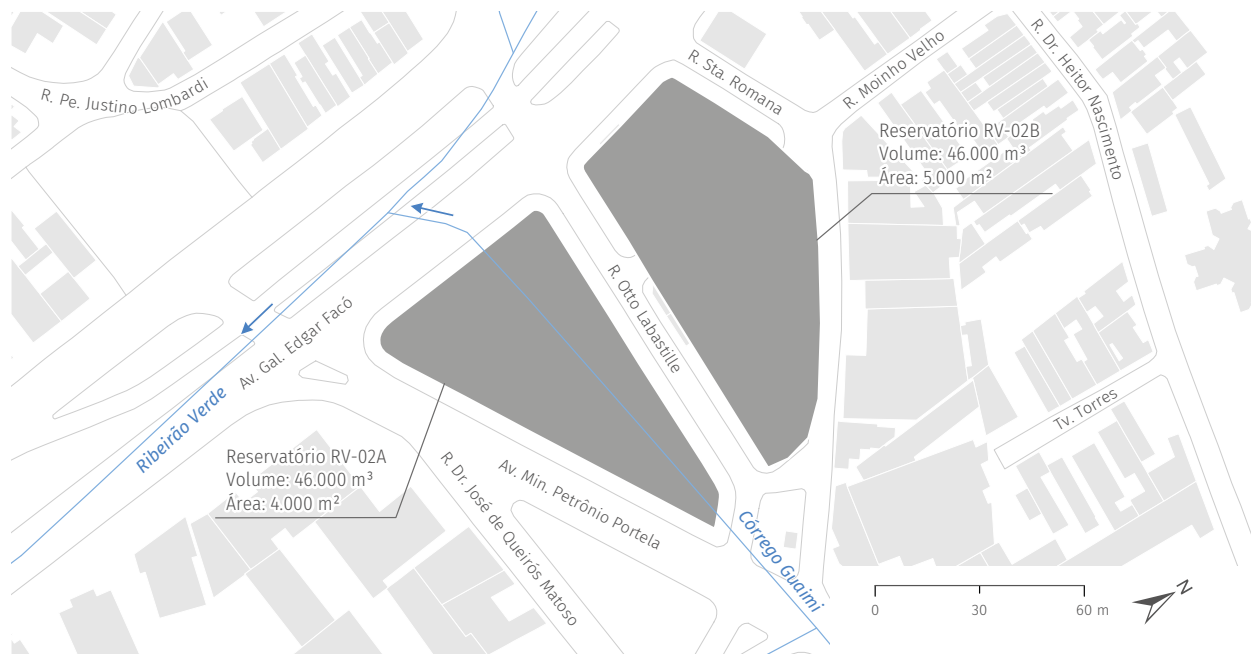 R. Pe. Justino Lombardi
R. Sta. Romana
R. Moinho Velho
R. Dr. Heitor Nascimento
Reservatório RV-02B
Volume: 46.000 m³
Área: 5.000 m²
R. Otto Labastille
Av. Gal. Edgar Facó
Ribeirão Verde
Tv. Torres
Reservatório RV-02A
Volume: 46.000 m³
Área: 4.000 m²
R. Dr. José de Queirós Matoso
Av. Min. Petrônio Portela
Córrego Guaimi
0 30 60 m
N